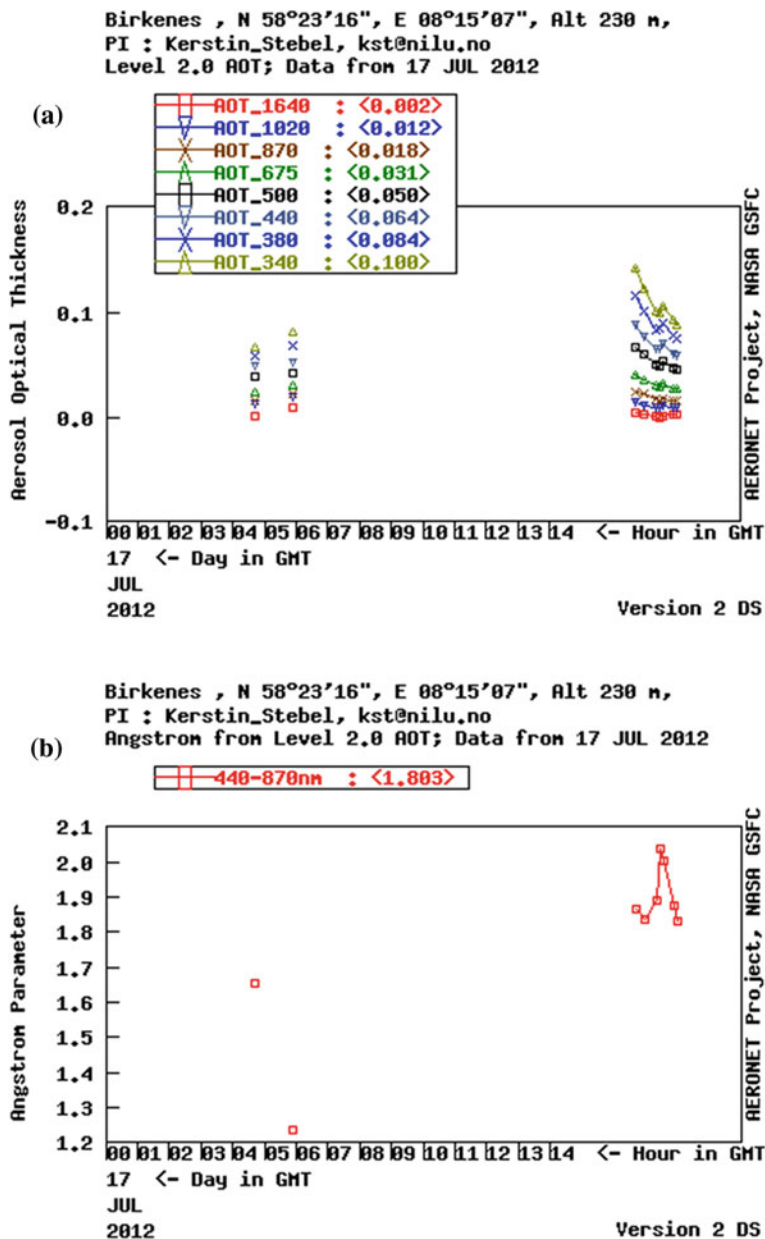 Birkenes , N 58°23'16", E 08°15'07", Alt 230 m,
PI : Kerstin_Stebel, kst@nilu.no
Level 2.0 AOT; Data from 17 JUL 2012
(a)
AOT_1640 : <0.002>
AOT_1020 : <0.012>
AOT_870 : <0.018>
AOT_675 : <0.031>
AOT_500 : <0.050>
AOT_440 : <0.064>
AOT_380 : <0.084>
AOT_340 : <0.100>
Aerosol Optical Thickness
0.2
0.1
0.0
-0.1
AERONET Project, NASA GSFC
00 01 02 03 04 05 06 07 08 09 10 11 12 13 14 <- Hour in GMT
17 <- Day in GMT
JUL
2012
Version 2 DS
Birkenes , N 58°23'16", E 08°15'07", Alt 230 m,
PI : Kerstin_Stebel, kst@nilu.no
Angstrom from Level 2.0 AOT; Data from 17 JUL 2012
(b)
440-870nm : <1.803>
Angstrom Parameter
2.1
2.0
1.9
1.8
1.7
1.6
1.5
1.4
1.3
1.2
AERONET Project, NASA GSFC
00 01 02 03 04 05 06 07 08 09 10 11 12 13 14 <- Hour in GMT
17 <- Day in GMT
JUL
2012
Version 2 DS